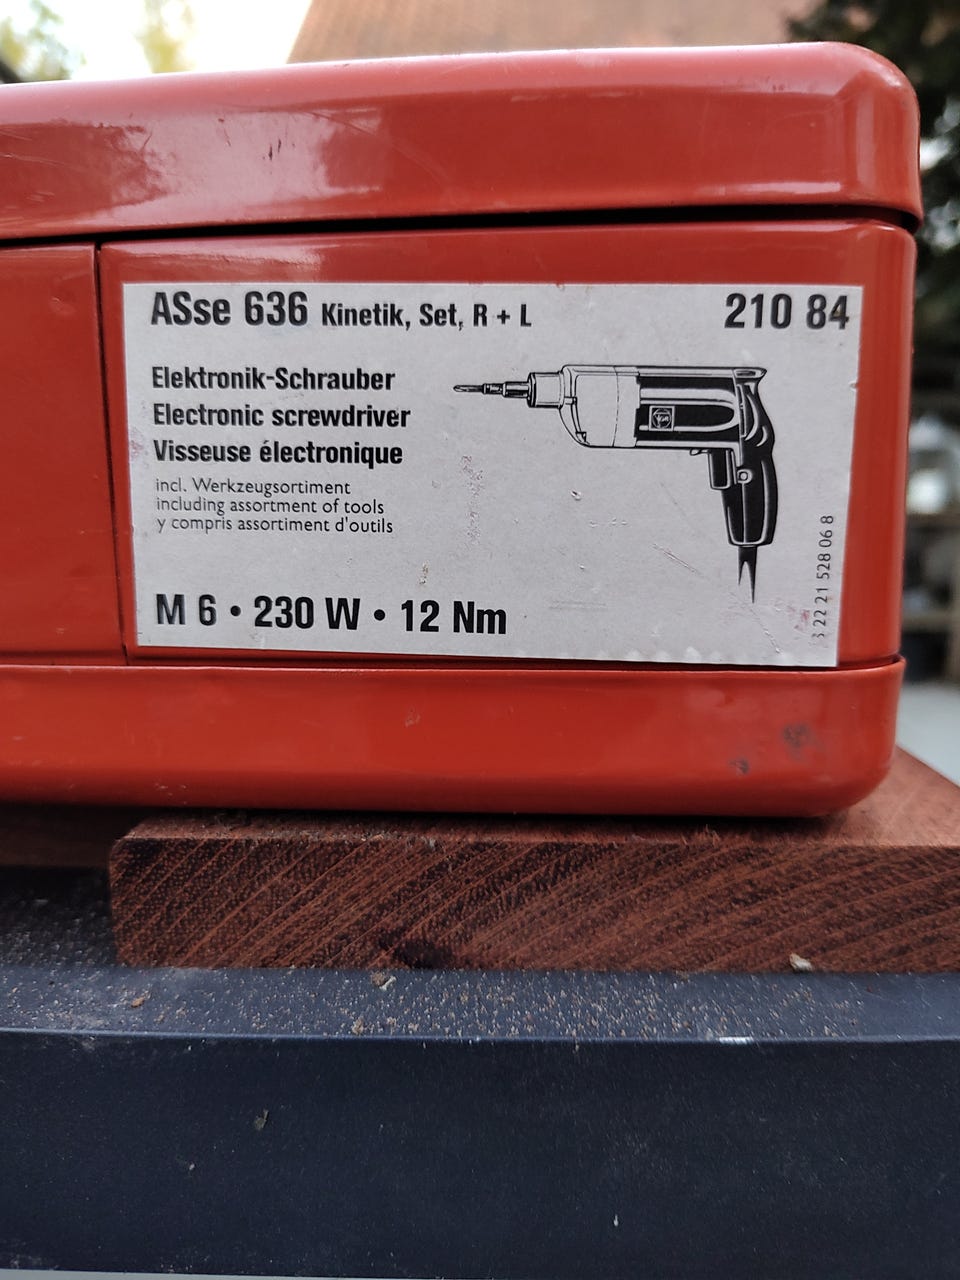 ASse 636 Kinetik, Set, R + L
210 84
Elektronik-Schrauber
Electronic screwdriver
Visseuse électronique
incl. Werkzeugsortiment
including assortment of tools
y compris assortiment d'outils
M 6 • 230 W • 12 Nm
3 22 21 528 06 8